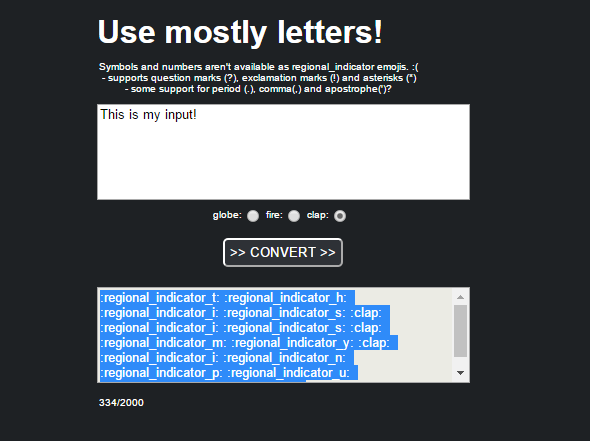 Use mostly letters!
Symbols and numbers aren't available as regional_indicator emojis. :(
- supports question marks (?), exclamation marks (!) and asterisks (*)
- some support for period (.), comma(,) and apostrophe(')?
This is my input!
globe: fire: clap:
>> CONVERT >>
:regional_indicator_t: :regional_indicator_h:
:regional_indicator_i: :regional_indicator_s: :clap:
:regional_indicator_i: :regional_indicator_s: :clap:
:regional_indicator_m: :regional_indicator_y: :clap:
:regional_indicator_i: :regional_indicator_n:
:regional_indicator_p: :regional_indicator_u:
334/2000